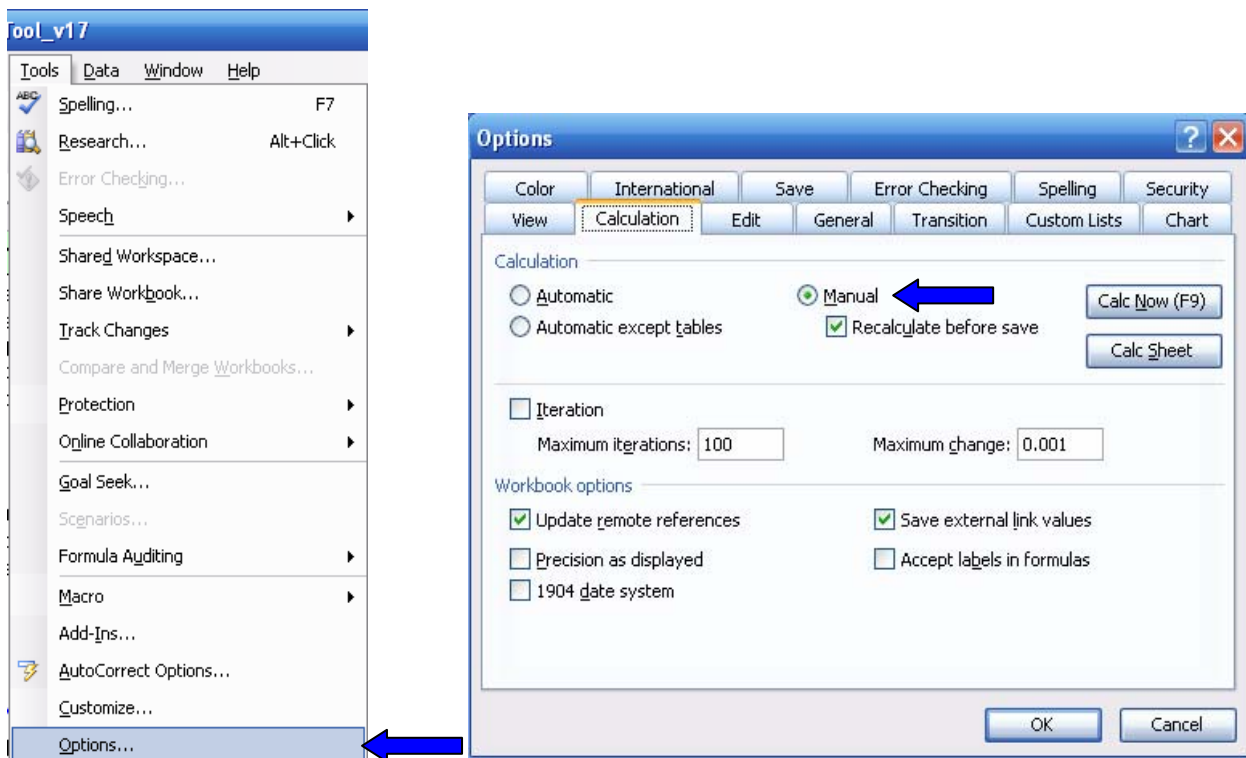 Tool_v17
Tools Data Window Help
Spelling... F7
Research... Alt+Click
Error Checking...
Speech
Shared Workspace...
Share Workbook...
Track Changes
Compare and Merge Workbooks...
Protection
Online Collaboration
Goal Seek...
Scenarios...
Formula Auditing
Macro
Add-Ins...
AutoCorrect Options...
Customize...
Options...
Options
Color International Save Error Checking Spelling Security
View Calculation Edit General Transition Custom Lists Chart
Calculation
Automatic Manual Calc Now (F9)
Automatic except tables Recalculate before save
Calc Sheet
Iteration
Maximum iterations: 100 Maximum change: 0.001
Workbook options
Update remote references Save external link values
Precision as displayed Accept labels in formulas
1904 date system
OK Cancel